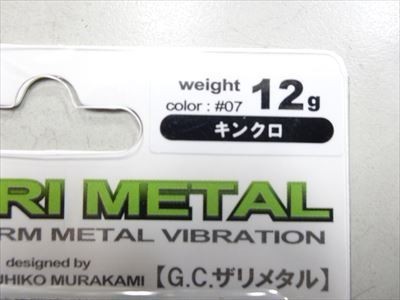 weight 12g
color : #07
キンクロ
RI METAL
RM METAL VIBRATION
designed by
UHIKO MURAKAMI 【G.C.ザリメタル】